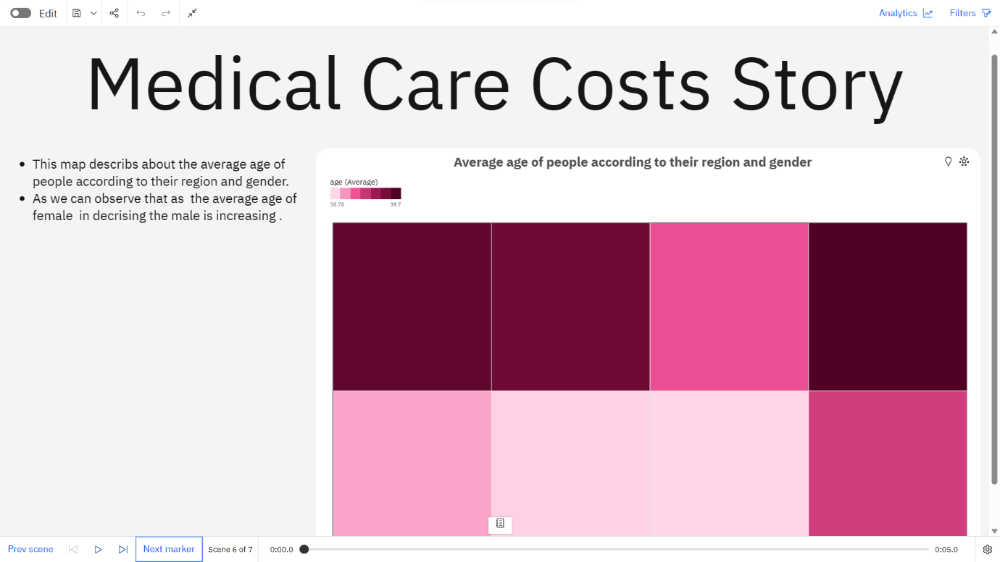 Edit
Analytics
Filters
Medical Care Costs Story
• This map describs about the average age of
people according to their region and gender.
• As we can observe that as  the average age of
female  in decrising the male is increasing .
Average age of people according to their region and gender
age (Average)
38.78 39.7
Prev scene
Next marker
Scene 6 of 7
0:00.0
0:05.0